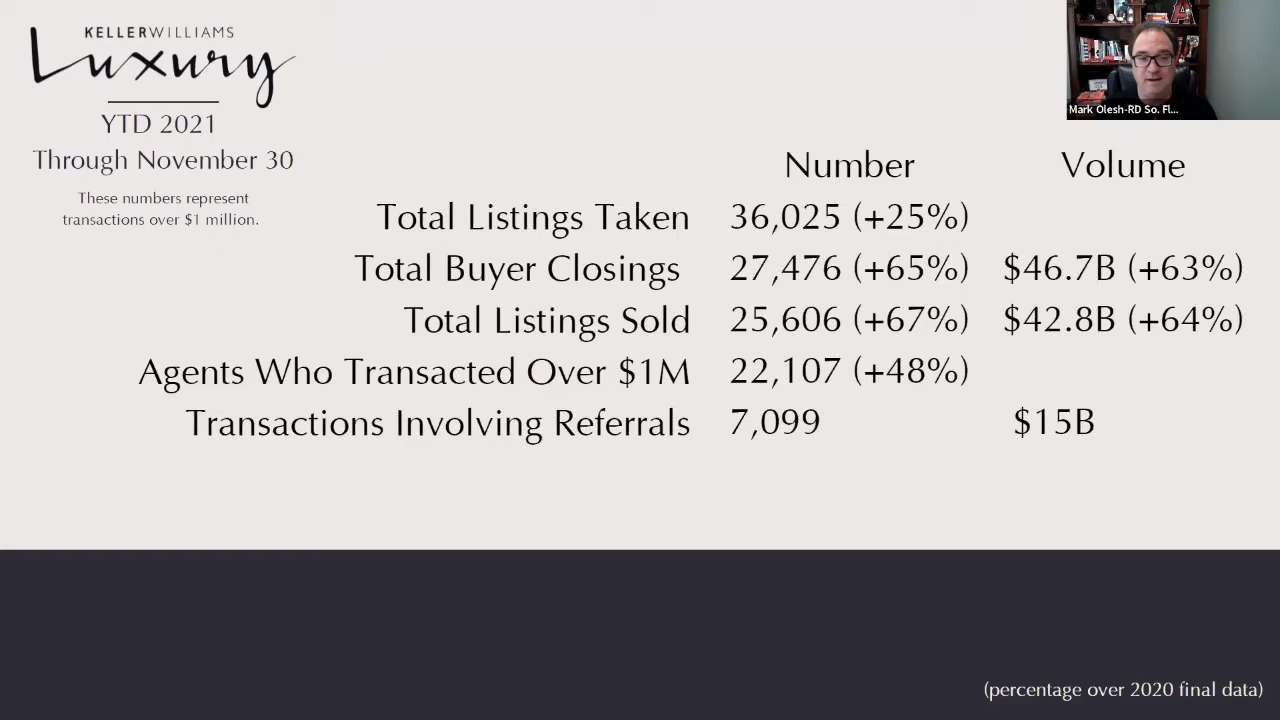 KELLERWILLIAMS
Luxury
YTD 2021
Through November 30
These numbers represent
transactions over $1 million.
Mark Olesh-RD So. Fl...
Number Volume
Total Listings Taken 36,025 (+25%)
Total Buyer Closings 27,476 (+65%) $46.7B (+63%)
Total Listings Sold 25,606 (+67%) $42.8B (+64%)
Agents Who Transacted Over $1M 22,107 (+48%)
Transactions Involving Referrals 7,099 $15B
(percentage over 2020 final data)